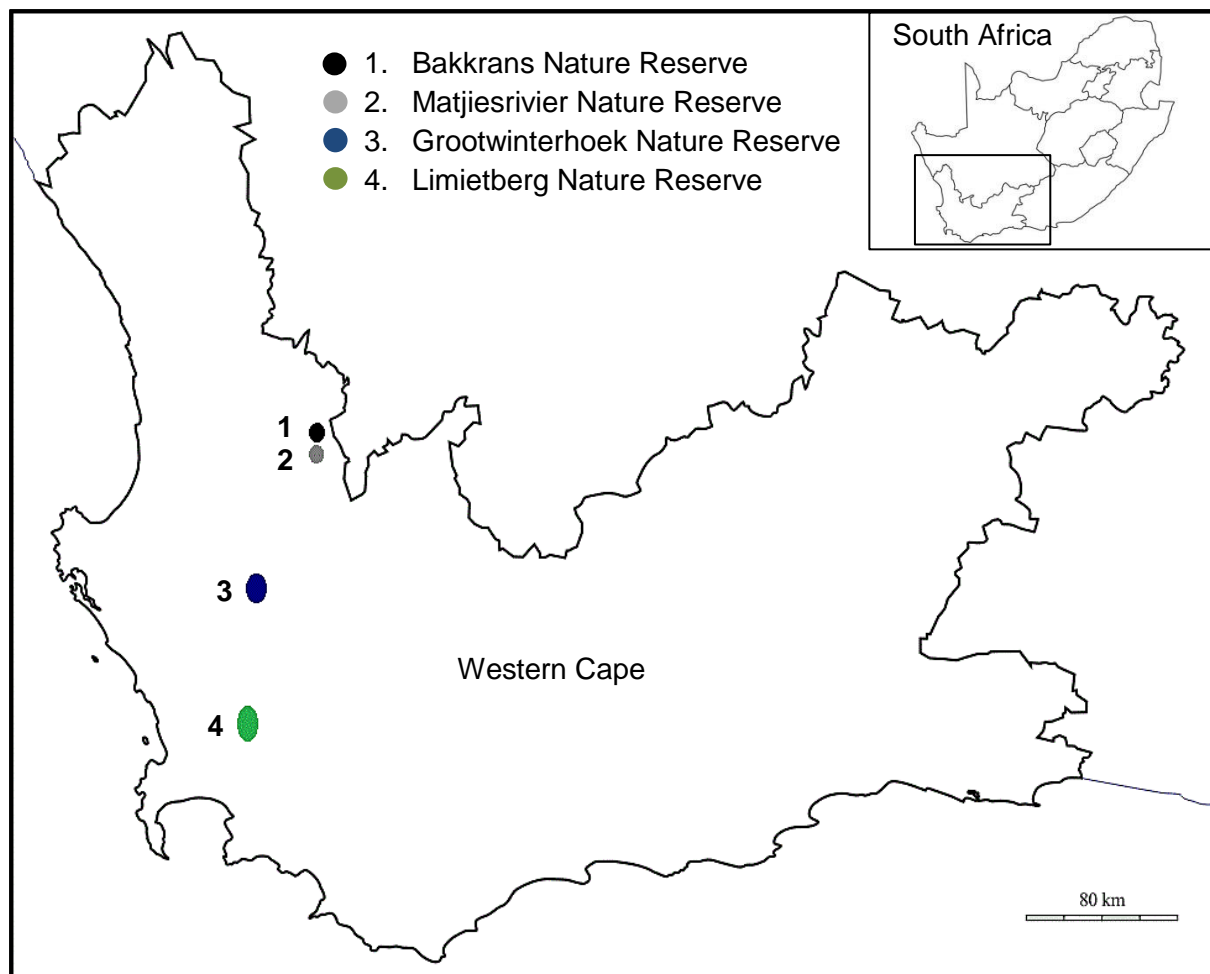 South Africa
1. Bakkrans Nature Reserve
2. Matjiesrivier Nature Reserve
3. Grootwinterhoek Nature Reserve
4. Limietberg Nature Reserve
1
2
3
Western Cape
4
80 km